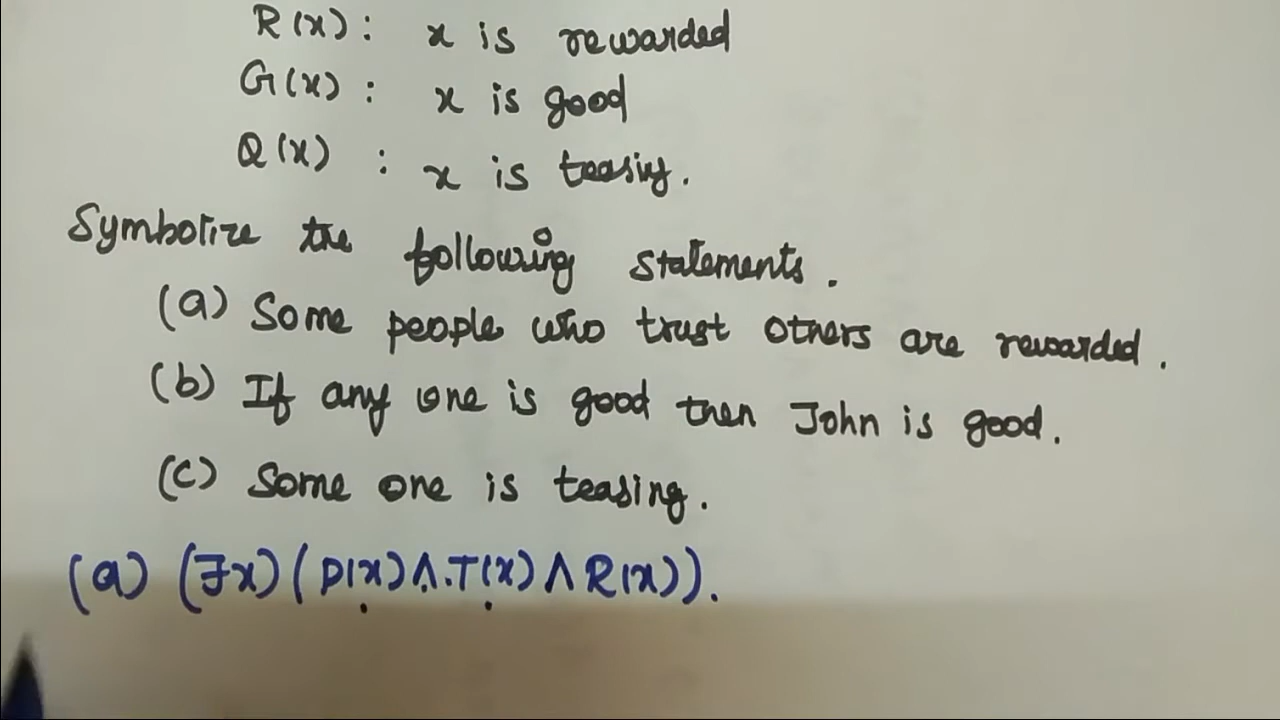 R(x) : x is rewarded
G(x) : x is good
Q(x) : x is teasing.
Symbolize the following statements.
(a) Some people who trust others are rewarded.
(b) If any one is good then John is good.
(c) Some one is teasing.
(a) (∃x)(P(x)∧.T(x)∧R(x)).